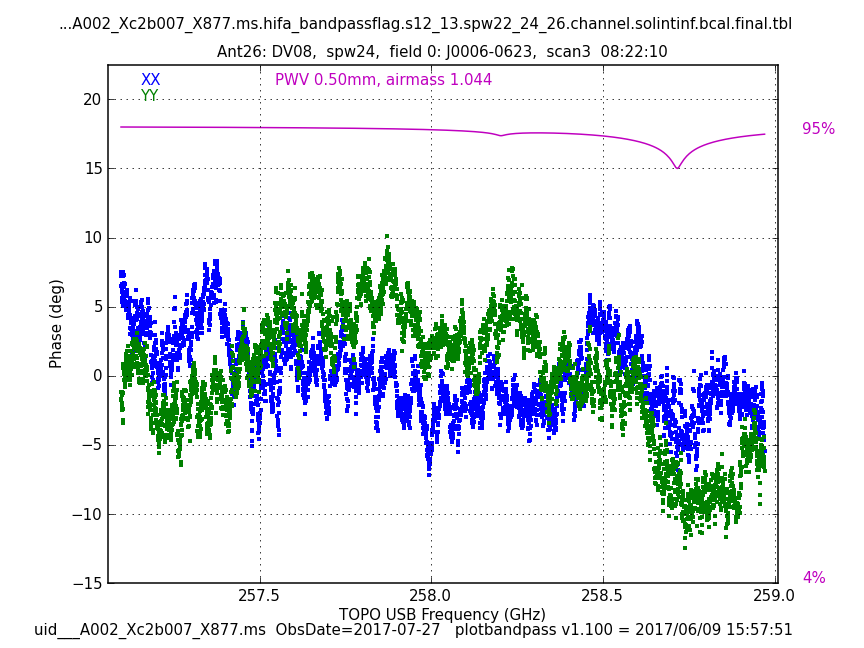 ...A002_Xc2b007_X877.ms.hifa_bandpassflag.s12_13.spw22_24_26.channel.solintinf.bcal.final.tbl
Ant26: DV08, spw24, field 0: J0006-0623, scan3 08:22:10
XX
PWV 0.50mm, airmass 1.044
YY
20
95%
15
10
5
0
−5
−10
−15
4%
Phase (deg)
257.5
258.0
258.5
259.0
TOPO USB Frequency (GHz)
uid___A002_Xc2b007_X877.ms ObsDate=2017-07-27 plotbandpass v1.100 = 2017/06/09 15:57:51